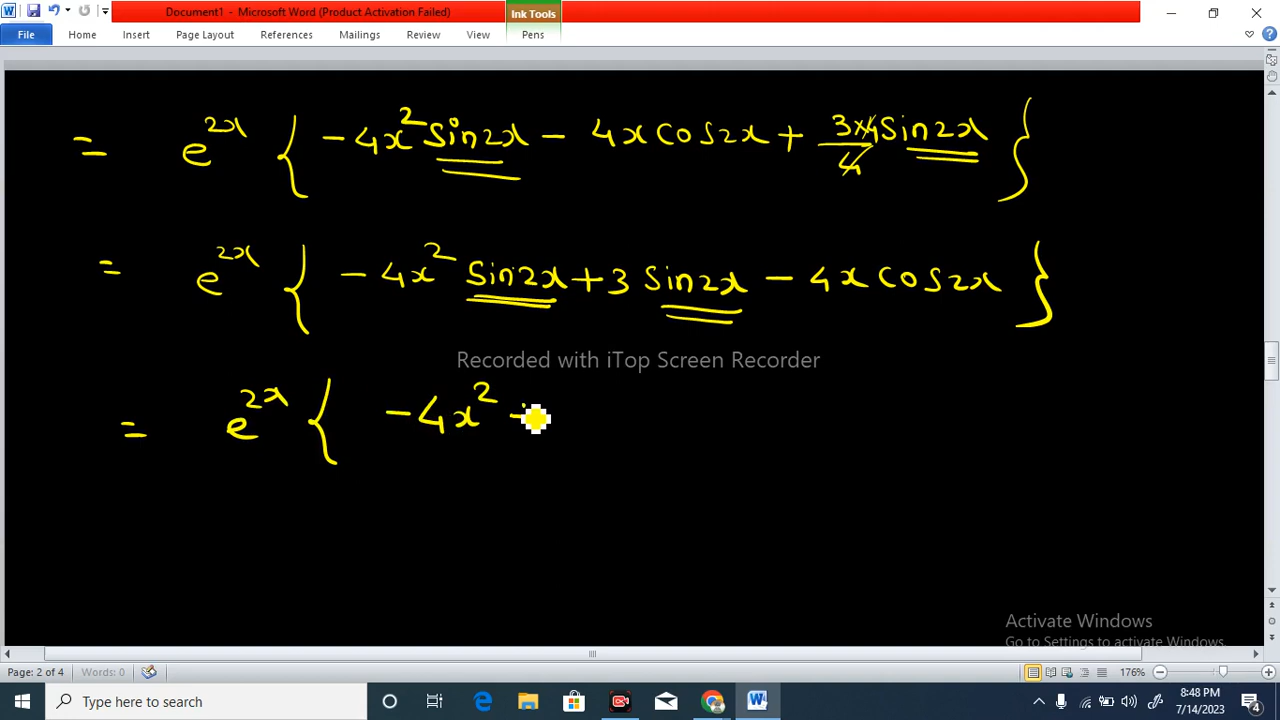 Document1 - Microsoft Word (Product Activation Failed)
Ink Tools
File Home Insert Page Layout References Mailings Review View Pens
= e^{2x} { -4x² Sin2x - 4x Cos2x + 3×4/4 Sin2x }
= e^{2x} { -4x² Sin2x + 3 Sin2x - 4x Cos2x }
Recorded with iTop Screen Recorder
= e^{2x} { -4x²
Activate Windows
Go to Settings to activate Windows.
Page: 2 of 4 Words: 0 176%
Type here to search
8:48 PM
7/14/2023
4